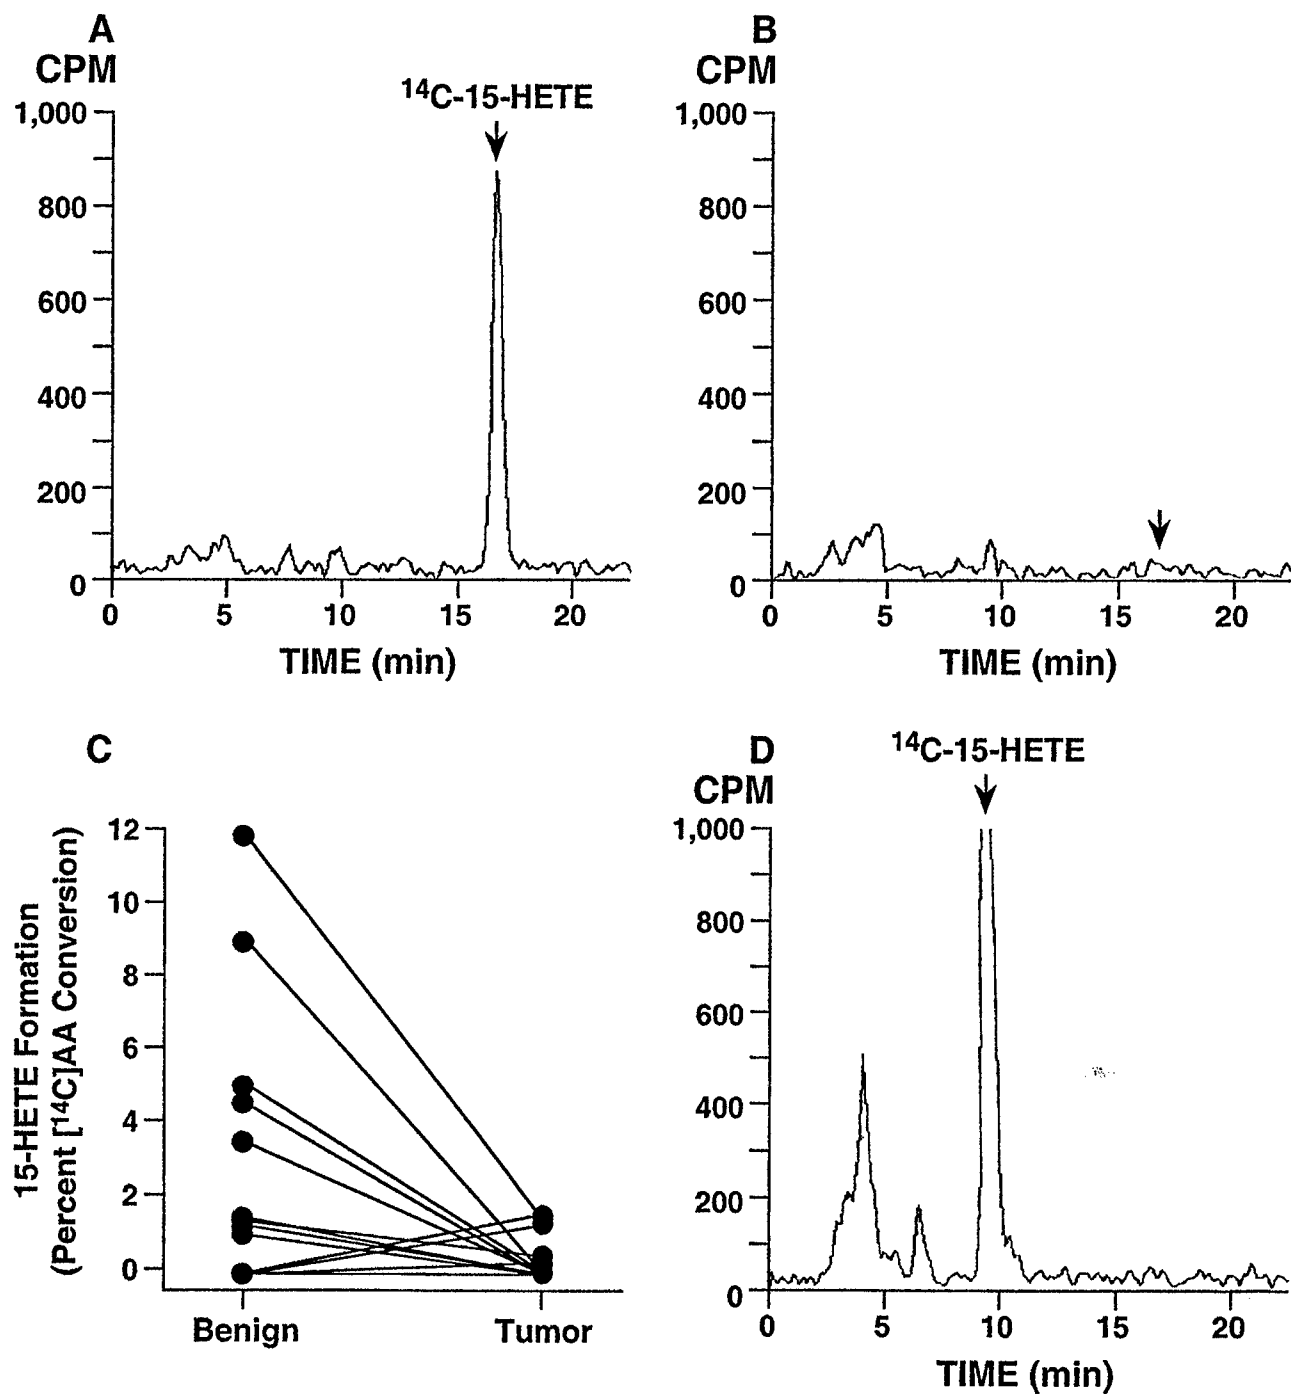 A
CPM
¹⁴C-15-HETE
1,000
800
600
400
200
0
0 5 10 15 20
TIME (min)
B
CPM
1,000
800
600
400
200
0
0 5 10 15 20
TIME (min)
C
15-HETE Formation
(Percent [¹⁴C]AA Conversion)
12
10
8
6
4
2
0
Benign Tumor
D
CPM
¹⁴C-15-HETE
1,000
800
600
400
200
0
0 5 10 15 20
TIME (min)